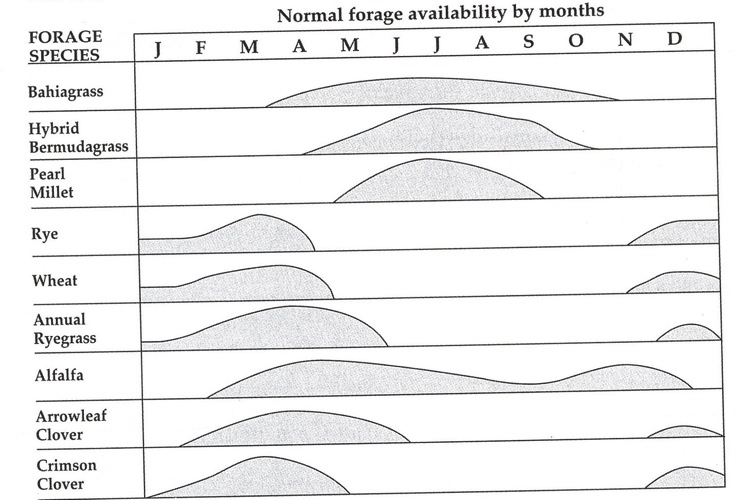 Normal forage availability by months
FORAGE
SPECIES
J F M A M J J A S O N D
Bahiagrass
Hybrid
Bermudagrass
Pearl
Millet
Rye
Wheat
Annual
Ryegrass
Alfalfa
Arrowleaf
Clover
Crimson
Clover